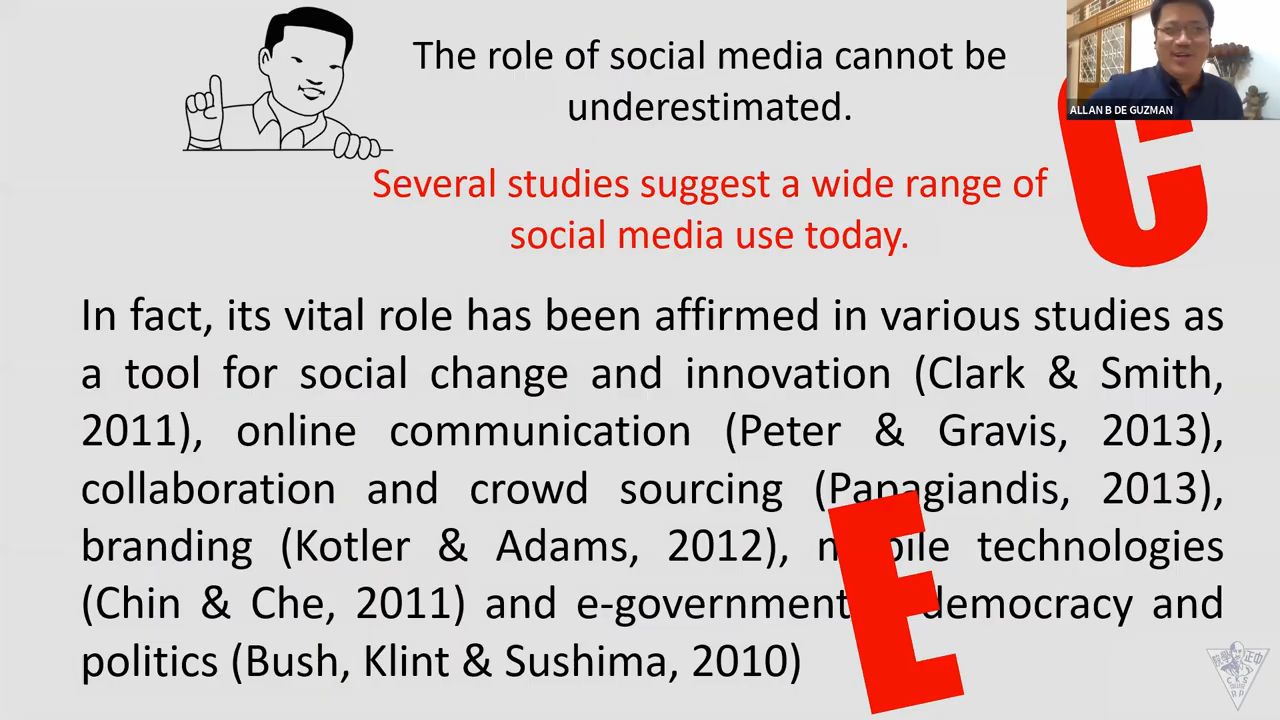 The role of social media cannot be
underestimated.
ALLAN B DE GUZMAN
C
Several studies suggest a wide range of
social media use today.
In fact, its vital role has been affirmed in various studies as
a tool for social change and innovation (Clark & Smith,
2011), online communication (Peter & Gravis, 2013),
collaboration and crowd sourcing (Papagiandis, 2013),
branding (Kotler & Adams, 2012), mobile technologies
(Chin & Che, 2011) and e-government democracy and
politics (Bush, Klint & Sushima, 2010)
E
CKS